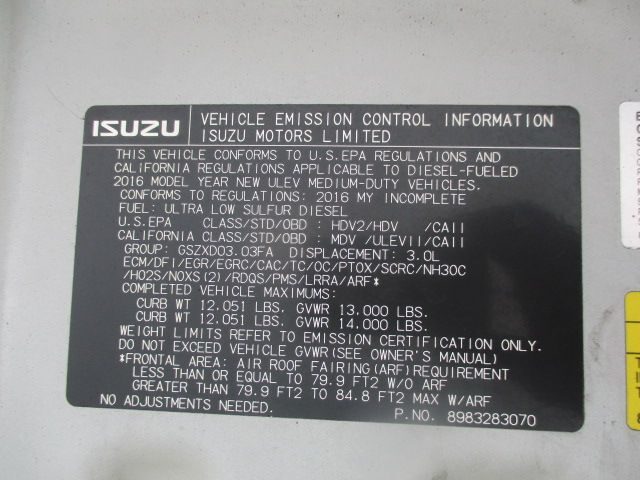 ISUZU VEHICLE EMISSION CONTROL INFORMATION
ISUZU MOTORS LIMITED
THIS VEHICLE CONFORMS TO U.S.EPA REGULATIONS AND
CALIFORNIA REGULATIONS APPLICABLE TO DIESEL-FUELED
2016 MODEL YEAR NEW ULEV MEDIUM-DUTY VEHICLES.
CONFORMS TO REGULATIONS: 2016 MY INCOMPLETE
FUEL: ULTRA LOW SULFUR DIESEL
U.S.EPA CLASS/STD/OBD : HDV2/HDV /CAII
CALIFORNIA CLASS/STD/OBD : MDV /ULEVII/CAII
GROUP: GSZXD03.03FA DISPLACEMENT: 3.0L
ECM/DFI/EGR/EGRC/CAC/TC/OC/PTOX/SCRC/NH3OC
/HO2S/NOXS(2)/RDQS/PMS/LRRA/ARF*
COMPLETED VEHICLE MAXIMUMS:
CURB WT 12.051 LBS. GVWR 13.000 LBS.
CURB WT 12.051 LBS. GVWR 14.000 LBS.
WEIGHT LIMITS REFER TO EMISSION CERTIFICATION ONLY.
DO NOT EXCEED VEHICLE GVWR(SEE OWNER'S MANUAL)
*FRONTAL AREA: AIR ROOF FAIRING(ARF)REQUIREMENT
LESS THAN OR EQUAL TO 79.9 FT2 W/O ARF
GREATER THAN 79.9 FT2 TO 84.8 FT2 MAX W/ARF
NO ADJUSTMENTS NEEDED. P.NO. 8983283070